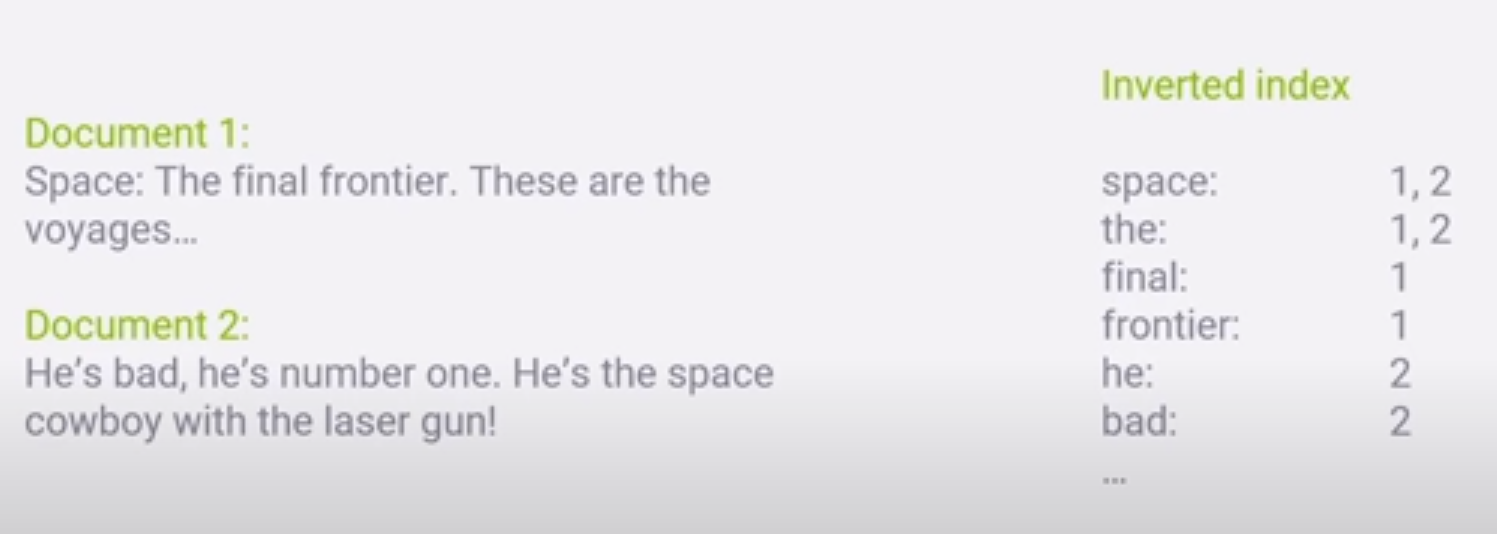 Document 1:
Space: The final frontier. These are the
voyages...
Document 2:
He's bad, he's number one. He's the space
cowboy with the laser gun!
Inverted index
space: 1, 2
the: 1, 2
final: 1
frontier: 1
he: 2
bad: 2
...